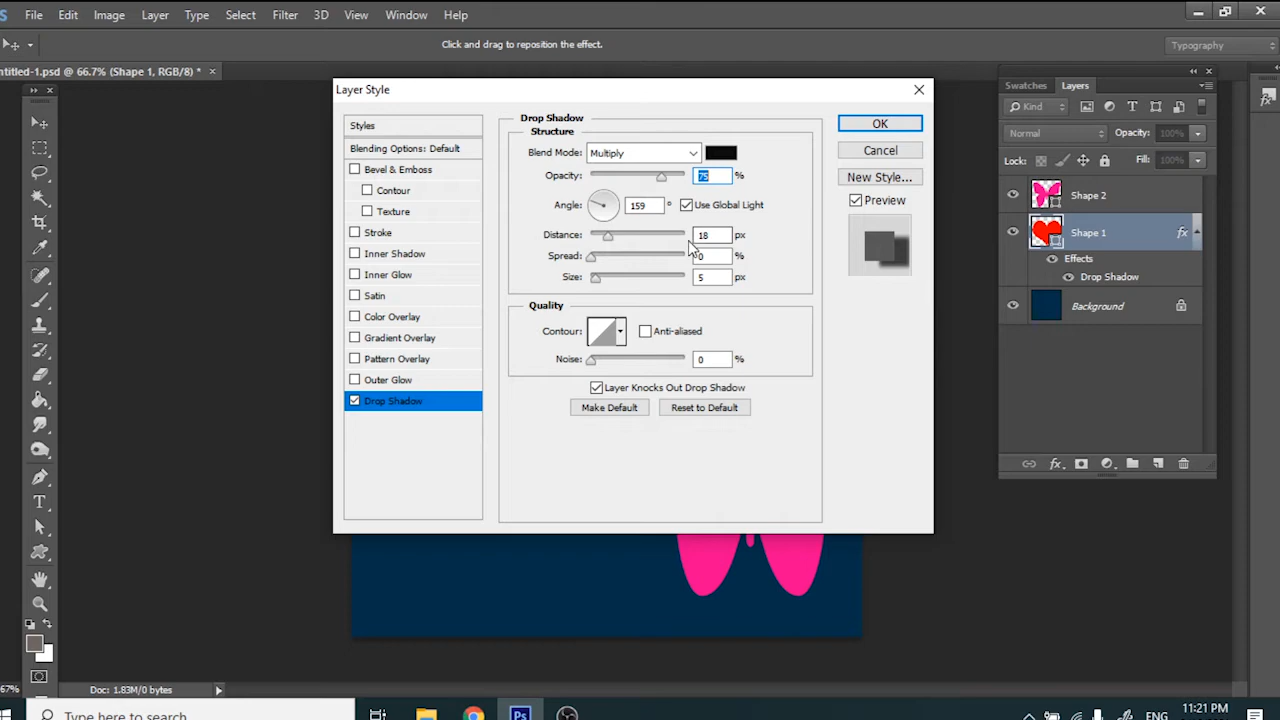 File Edit Image Layer Type Select Filter 3D View Window Help
Click and drag to reposition the effect.
Typography
ntitled-1.psd @ 66.7% (Shape 1, RGB/8) *
Layer Style
Styles
Blending Options: Default
Bevel & Emboss
Contour
Texture
Stroke
Inner Shadow
Inner Glow
Satin
Color Overlay
Gradient Overlay
Pattern Overlay
Outer Glow
Drop Shadow
Drop Shadow
Structure
Blend Mode: Multiply
Opacity: 75 %
Angle: 159 ° Use Global Light
Distance: 18 px
Spread: 0 %
Size: 5 px
Quality
Contour: Anti-aliased
Noise: 0 %
Layer Knocks Out Drop Shadow
Make Default Reset to Default
OK
Cancel
New Style...
Preview
Swatches Layers
Kind
Normal Opacity: 100%
Lock: Fill: 100%
Shape 2
Shape 1 fx
Effects
Drop Shadow
Background
fx
fx
67% Doc: 1.83M/0 bytes
Type here to search
Ps
ENG
11:21 PM